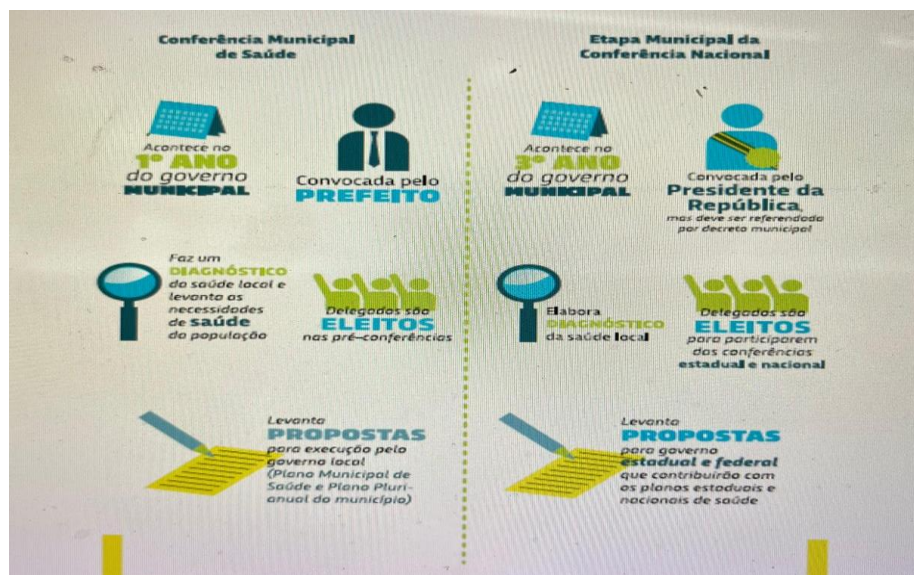 Conferência Municipal
de Saúde
Acontece no
1º ANO
do governo
MUNICIPAL
Convocada pelo
PREFEITO
Faz um
DIAGNÓSTICO
da saúde local e
levanta as
necessidades
de saúde
da população
Delegados são
ELEITOS
nas pré-conferências
Levanta
PROPOSTAS
para execução pelo
governo local
(Plano Municipal de
Saúde e Plano Pluri-
anual do município)
Etapa Municipal da
Conferência Nacional
Acontece no
3º ANO
do governo
MUNICIPAL
Convocada pelo
Presidente da
República,
mas deve ser referendada
por decreto municipal
Elabora
DIAGNÓSTICO
da saúde local
Delegados são
ELEITOS
para participarem
das conferências
estadual e nacional
Levanta
PROPOSTAS
para governo
estadual e federal
que contribuirão com
os planos estaduais e
nacionais de saúde